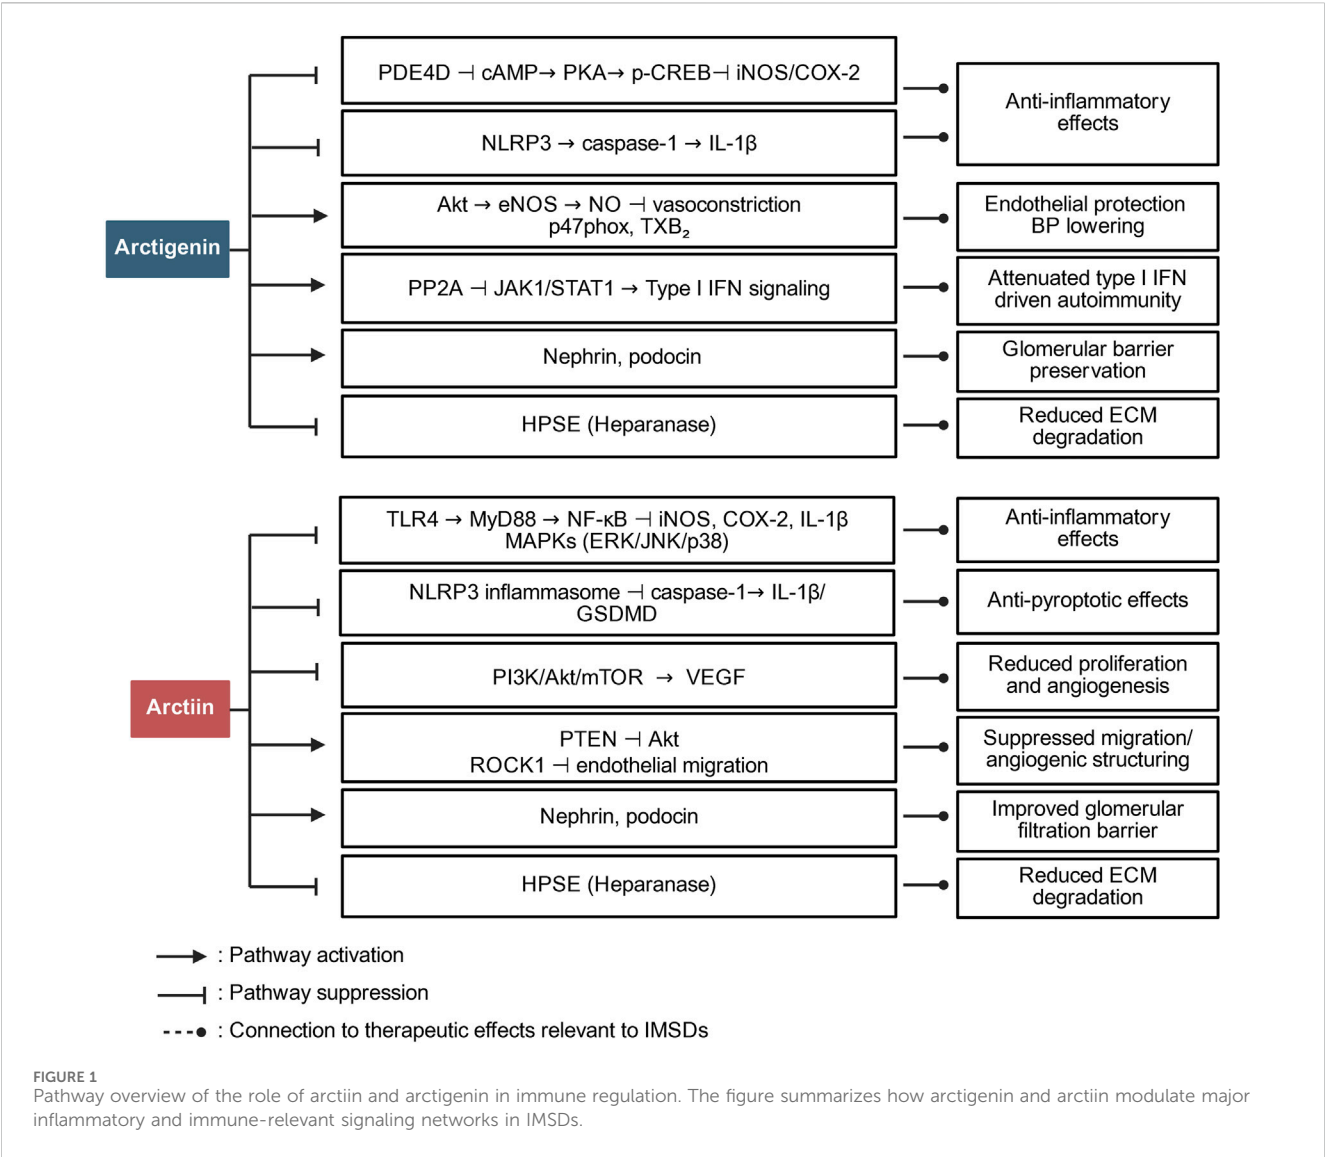 PDE4D ⊣ cAMP→ PKA→ p-CREB⊣ iNOS/COX-2
Anti-inflammatory
effects
NLRP3 → caspase-1 → IL-1β
Arctigenin
Akt → eNOS → NO ⊣ vasoconstriction
p47phox, TXB₂
Endothelial protection
BP lowering
PP2A ⊣ JAK1/STAT1 → Type I IFN signaling
Attenuated type I IFN
driven autoimmunity
Nephrin, podocin
Glomerular barrier
preservation
HPSE (Heparanase)
Reduced ECM
degradation
TLR4 → MyD88 → NF-κB ⊣ iNOS, COX-2, IL-1β
MAPKs (ERK/JNK/p38)
Anti-inflammatory
effects
NLRP3 inflammasome ⊣ caspase-1→ IL-1β/
GSDMD
Anti-pyroptotic effects
Arctiin
PI3K/Akt/mTOR → VEGF
Reduced proliferation
and angiogenesis
PTEN ⊣ Akt
ROCK1 ⊣ endothelial migration
Suppressed migration/
angiogenic structuring
Nephrin, podocin
Improved glomerular
filtration barrier
HPSE (Heparanase)
Reduced ECM
degradation
: Pathway activation
: Pathway suppression
: Connection to therapeutic effects relevant to IMSDs
FIGURE 1
Pathway overview of the role of arctiin and arctigenin in immune regulation. The figure summarizes how arctigenin and arctiin modulate major
inflammatory and immune-relevant signaling networks in IMSDs.